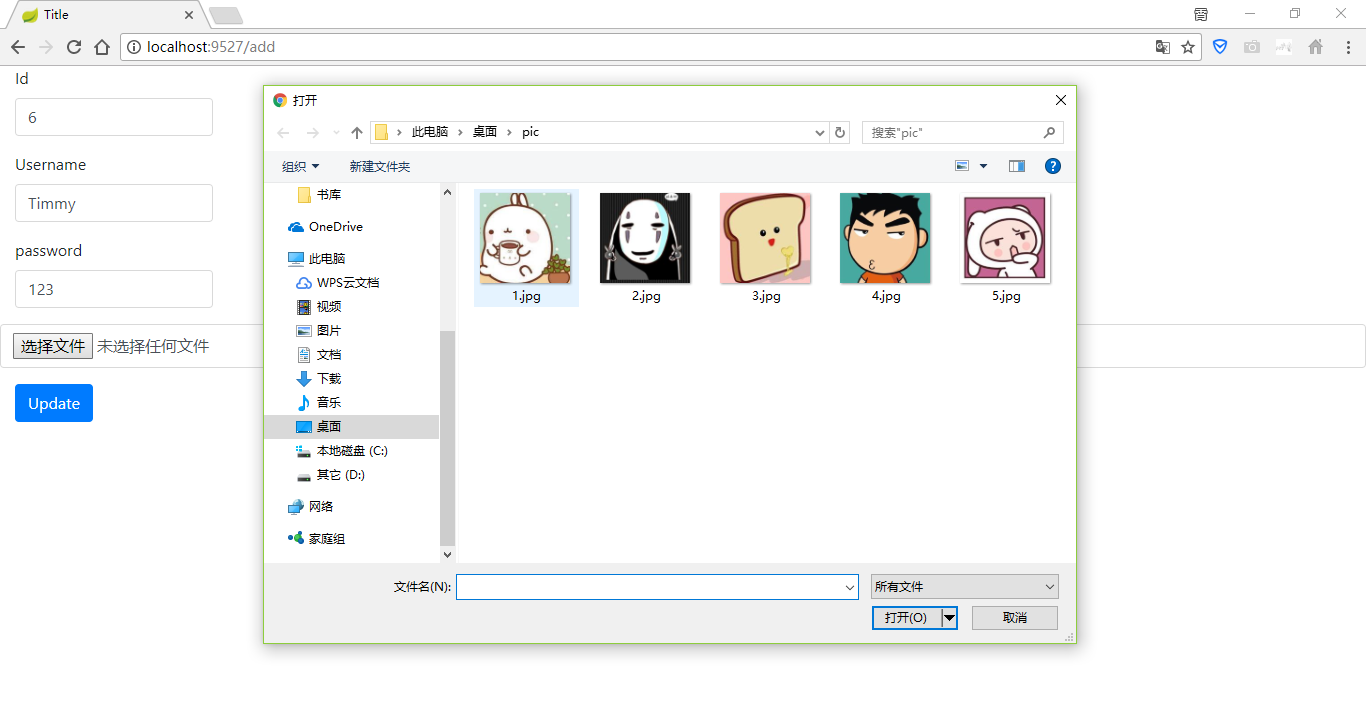 Title
localhost:9527/add
Id
6
Username
Timmy
password
123
选择文件 未选择任何文件
Update
打开
此电脑 桌面 pic
搜索"pic"
组织 新建文件夹
书库
OneDrive
此电脑
WPS云文档
视频
图片
文档
下载
音乐
桌面
本地磁盘 (C:)
其它 (D:)
网络
家庭组
1.jpg 2.jpg 3.jpg 4.jpg 5.jpg
文件名(N):
所有文件
打开(O) 取消